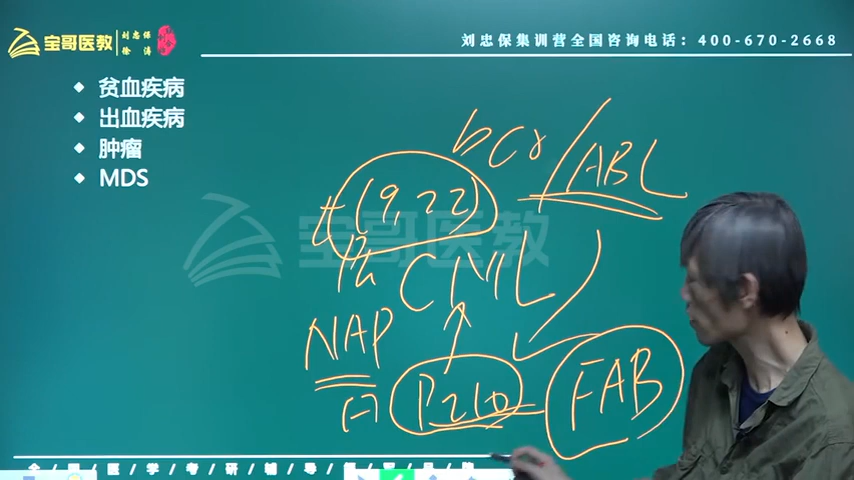 宝哥医教
刘忠保
徐涛
刘忠保集训营全国咨询电话：400-670-2668
贫血疾病
出血疾病
肿瘤
MDS
bcr/ABL
t(9,22)
宝哥医教
CML
NAP
P210
FAB